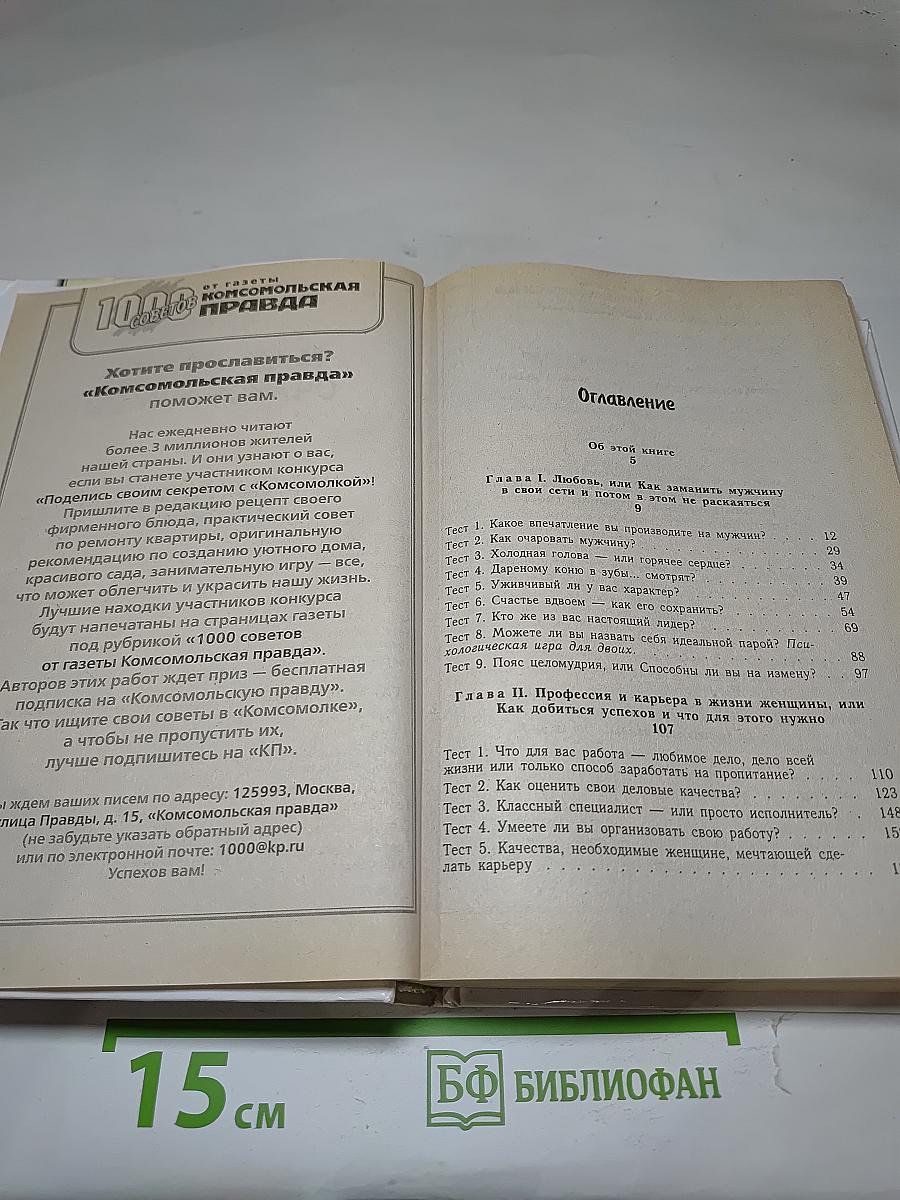 1000 советов
от газеты
КОМСОМОЛЬСКАЯ
ПРАВДА
Хотите прославиться?
«Комсомольская правда»
поможет вам.
Нас ежедневно читают
более 3 миллионов жителей
нашей страны. И они узнают о вас,
если вы станете участником конкурса
«Поделись своим секретом с «Комсомолкой»!
Пришлите в редакцию рецепт своего
фирменного блюда, практический совет
по ремонту квартиры, оригинальную
рекомендацию по созданию уютного дома,
красивого сада, занимательную игру — все,
что может облегчить и украсить нашу жизнь.
Лучшие находки участников конкурса
будут напечатаны на страницах газеты
под рубрикой «1000 советов
от газеты Комсомольская правда».
Авторов этих работ ждет приз — бесплатная
подписка на «Комсомольскую правду».
Так что ищите свои советы в «Комсомолке»,
а чтобы не пропустить их,
лучше подпишитесь на «КП».
ы ждем ваших писем по адресу: 125993, Москва,
улица Правды, д. 15, «Комсомольская правда»
(не забудьте указать обратный адрес)
или по электронной почте: 1000@kp.ru
Успехов вам!
Оглавление
Об этой книге
5
Глава I. Любовь, или Как заманить мужчину
в свои сети и потом в этом не раскаяться
9
Тест 1. Какое впечатление вы производите на мужчин? . . . . 12
Тест 2. Как очаровать мужчину? . . . . . . . . . . . . . . 29
Тест 3. Холодная голова — или горячее сердце? . . . . . . . 34
Тест 4. Дареному коню в зубы... смотрят? . . . . . . . . . 39
Тест 5. Уживчивый ли у вас характер? . . . . . . . . . . . 47
Тест 6. Счастье вдвоем — как его сохранить? . . . . . . . . 54
Тест 7. Кто же из вас настоящий лидер? . . . . . . . . . . 69
Тест 8. Можете ли вы назвать себя идеальной парой? Пси-
хологическая игра для двоих. . . . . . . . . . . . . . . . 88
Тест 9. Пояс целомудрия, или Способны ли вы на измену? . . 97
Глава II. Профессия и карьера в жизни женщины, или
Как добиться успехов и что для этого нужно
107
Тест 1. Что для вас работа — любимое дело, дело всей
жизни или только способ заработать на пропитание? . . . . 110
Тест 2. Как оценить свои деловые качества? . . . . . . . . 123
Тест 3. Классный специалист — или просто исполнитель? . 148
Тест 4. Умеете ли вы организовать свою работу? . . . . . . 15
Тест 5. Качества, необходимые женщине, мечтающей сде-
лать карьеру . . . . . . . . . . . . . . . . . . . . . . . 1
15 см
БФ БИБЛИОФАН